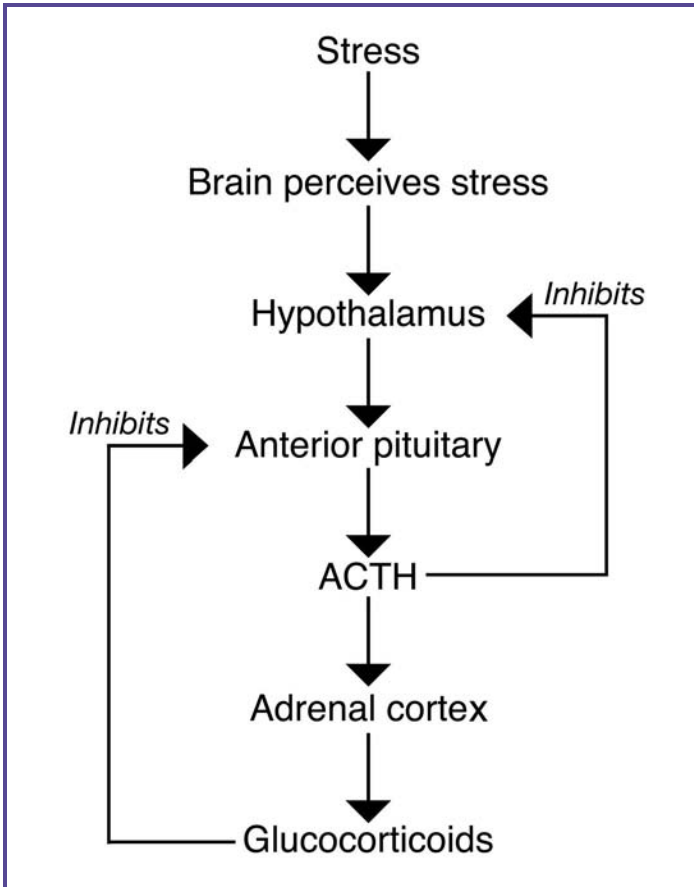 Stress
Brain perceives stress
Inhibits
Hypothalamus
Inhibits
Anterior pituitary
ACTH
Adrenal cortex
Glucocorticoids